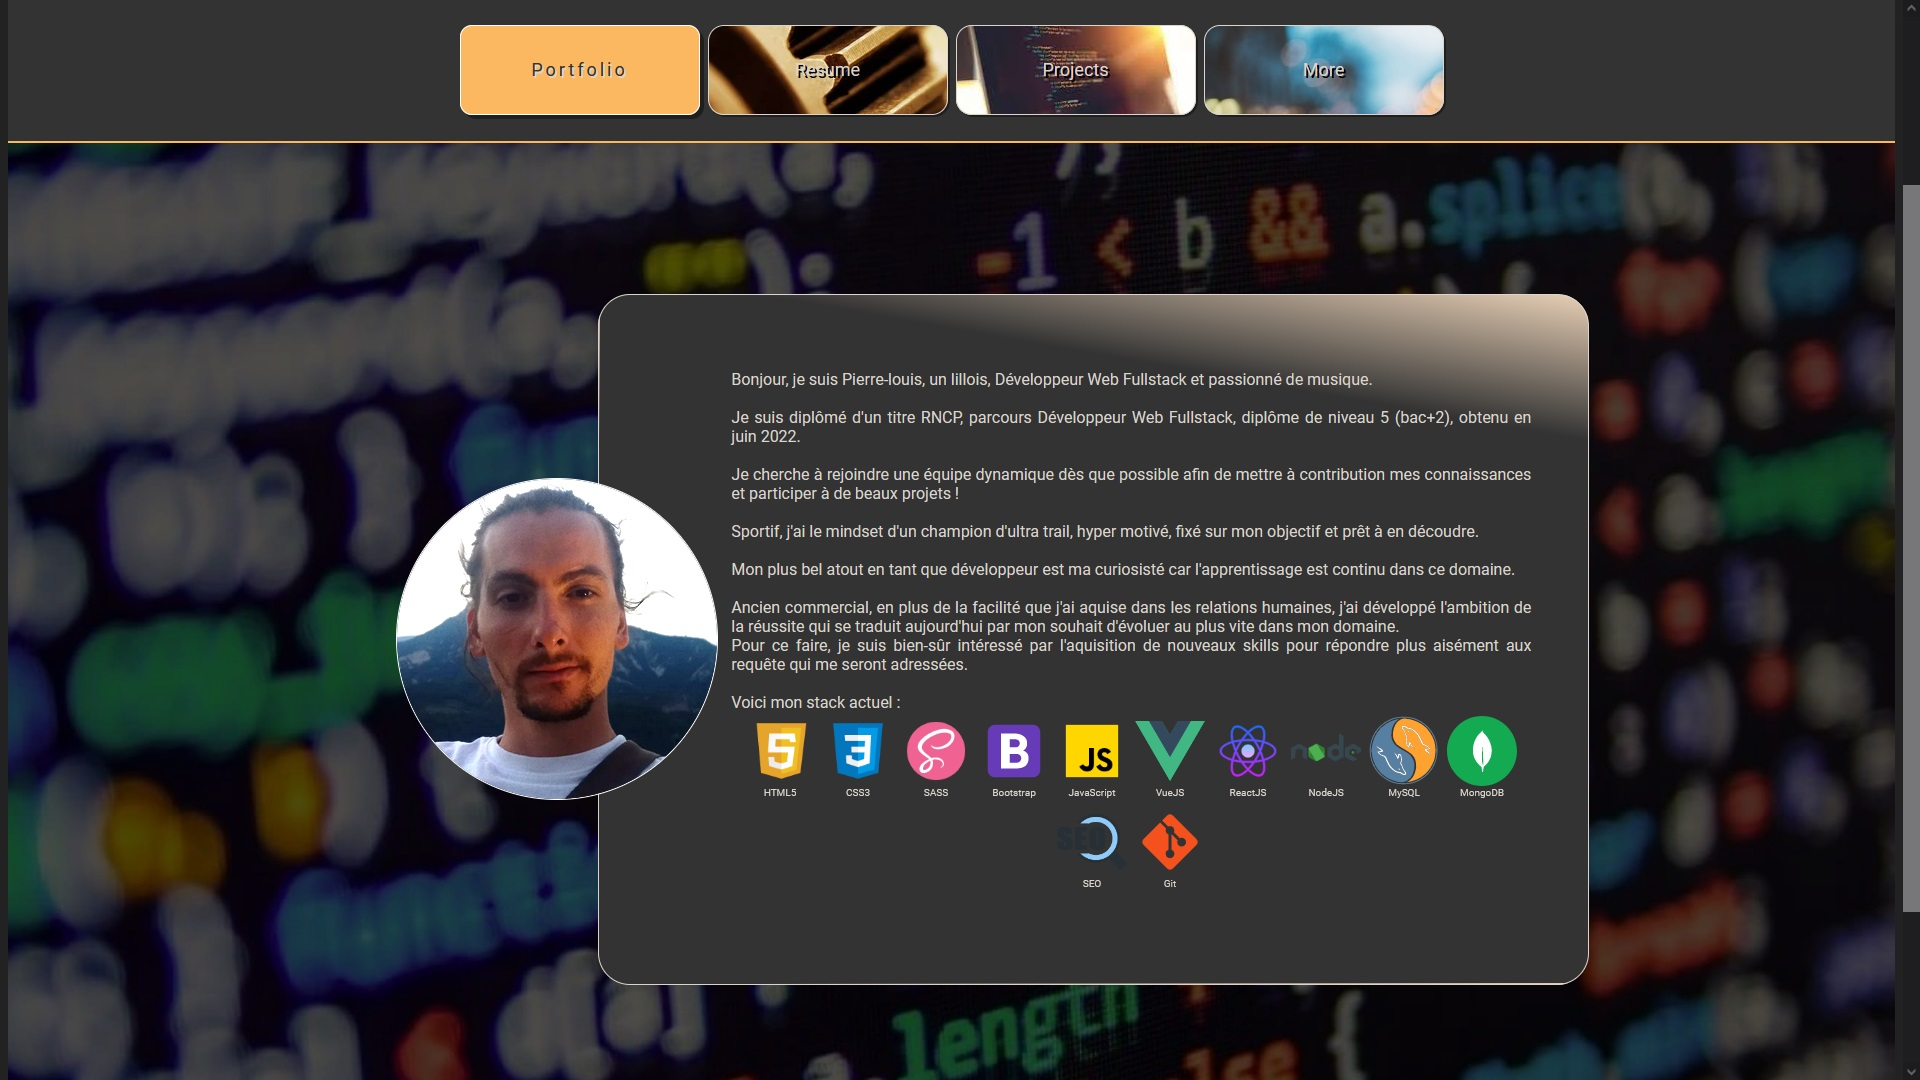 Portfolio
Resume
Projects
More
-1 < b && a.splice
Bonjour, je suis Pierre-louis, un lillois, Développeur Web Fullstack et passionné de musique.
Je suis diplômé d'un titre RNCP, parcours Développeur Web Fullstack, diplôme de niveau 5 (bac+2), obtenu en
juin 2022.
Je cherche à rejoindre une équipe dynamique dès que possible afin de mettre à contribution mes connaissances
et participer à de beaux projets !
Sportif, j'ai le mindset d'un champion d'ultra trail, hyper motivé, fixé sur mon objectif et prêt à en découdre.
Mon plus bel atout en tant que développeur est ma curiosisté car l'apprentissage est continu dans ce domaine.
Ancien commercial, en plus de la facilité que j'ai aquise dans les relations humaines, j'ai développé l'ambition de
la réussite qui se traduit aujourd'hui par mon souhait d'évoluer au plus vite dans mon domaine.
Pour ce faire, je suis bien-sûr intéressé par l'aquisition de nouveaux skills pour répondre plus aisément aux
requête qui me seront adressées.
Voici mon stack actuel :
5 3 B JS node
HTML5 CSS3 SASS Bootstrap JavaScript VueJS ReactJS NodeJS MySQL MongoDB
SEO
SEO Git
length